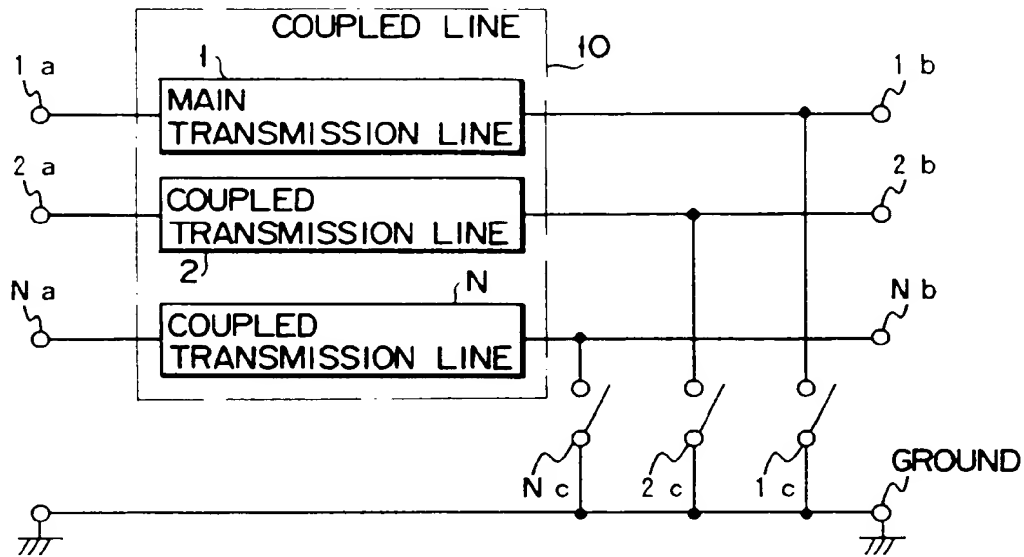 COUPLED LINE
10
1
1 a
MAIN
TRANSMISSION LINE
1 b
2 a
COUPLED
TRANSMISSION LINE
2
2 b
N a
N
COUPLED
TRANSMISSION LINE
N b
N c
2 c
1 c
GROUND